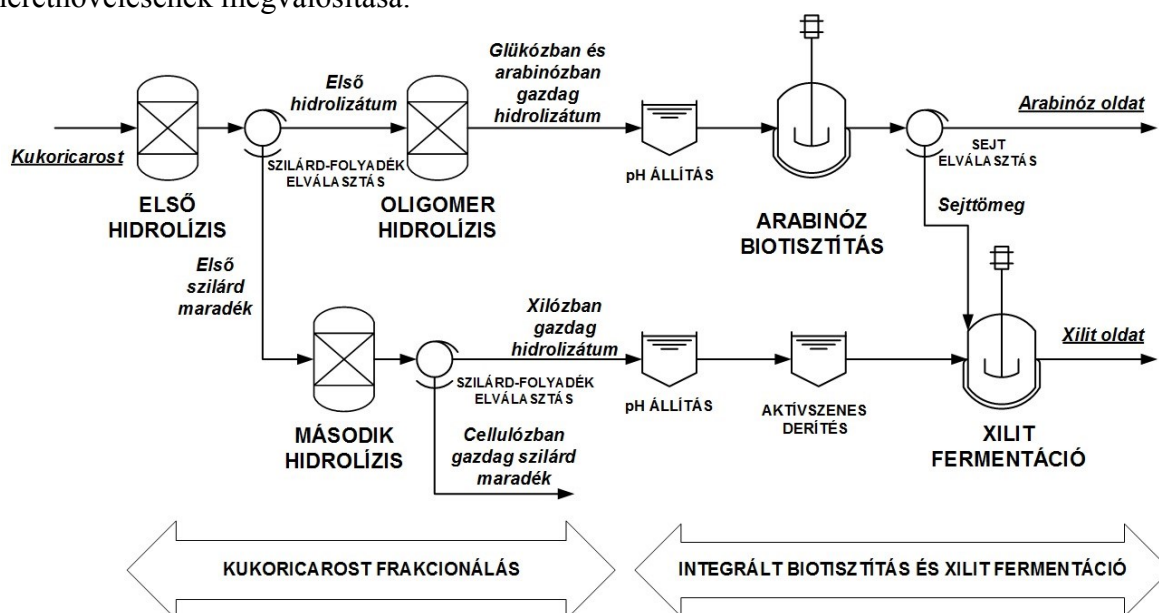 méretnövelésének megvalósítása.
Glükózban és
arabinózban
gazdag
hidrolizátum
Első
hidrolizátum
Arabinóz oldat
Kukoricarost
SZILÁRD-FOLYADÉK
ELVÁLASZTÁS
pH ÁLLÍTÁS
SEJT
ELVÁLASZTÁS
ELSŐ
HIDROLÍZIS
OLIGOMER
HIDROLÍZIS
ARABINÓZ
BIOTISZTÍTÁS
Sejttömeg
Első
szilárd
maradék
Xilózban
gazdag
hidrolizátum
Xilit oldat
SZILÁRD-FOLYADÉK
ELVÁLASZTÁS
pH ÁLLÍTÁS
AKTÍVSZENES
DERÍTÉS
MÁSODIK
HIDROLÍZIS
Cellulózban
gazdag szilárd
maradék
XILIT
FERMENTÁCIÓ
KUKORICAROST FRAKCIONÁLÁS
INTEGRÁLT BIOTISZTÍTÁS ÉS XILIT FERMENTÁCIÓ